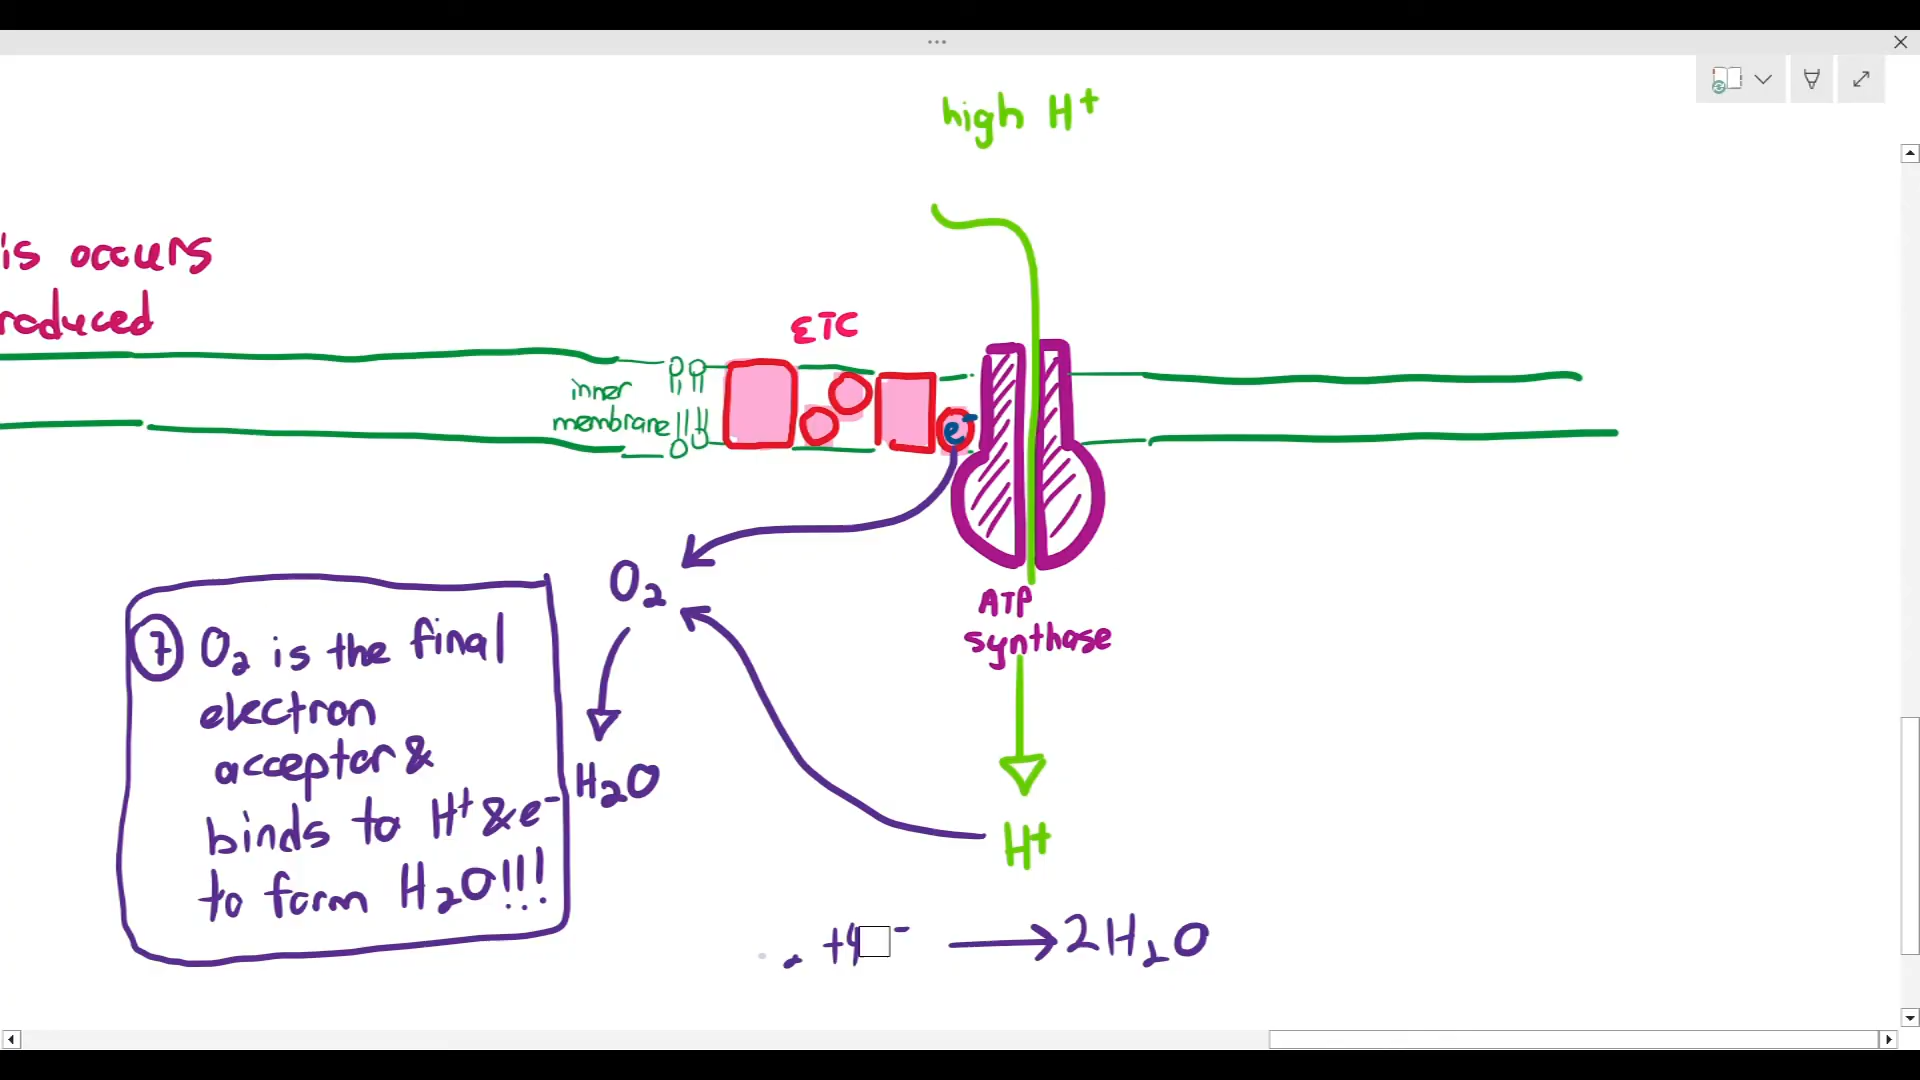 high H⁺
is occurs
roduced
ETC
inner
membrane
e⁻
O₂
ATP
synthase
⑦ O₂ is the final
electron
acceptor &
binds to H⁺ & e⁻
to form H₂O!!!
H₂O
H⁺
+4 ⁻ → 2H₂O